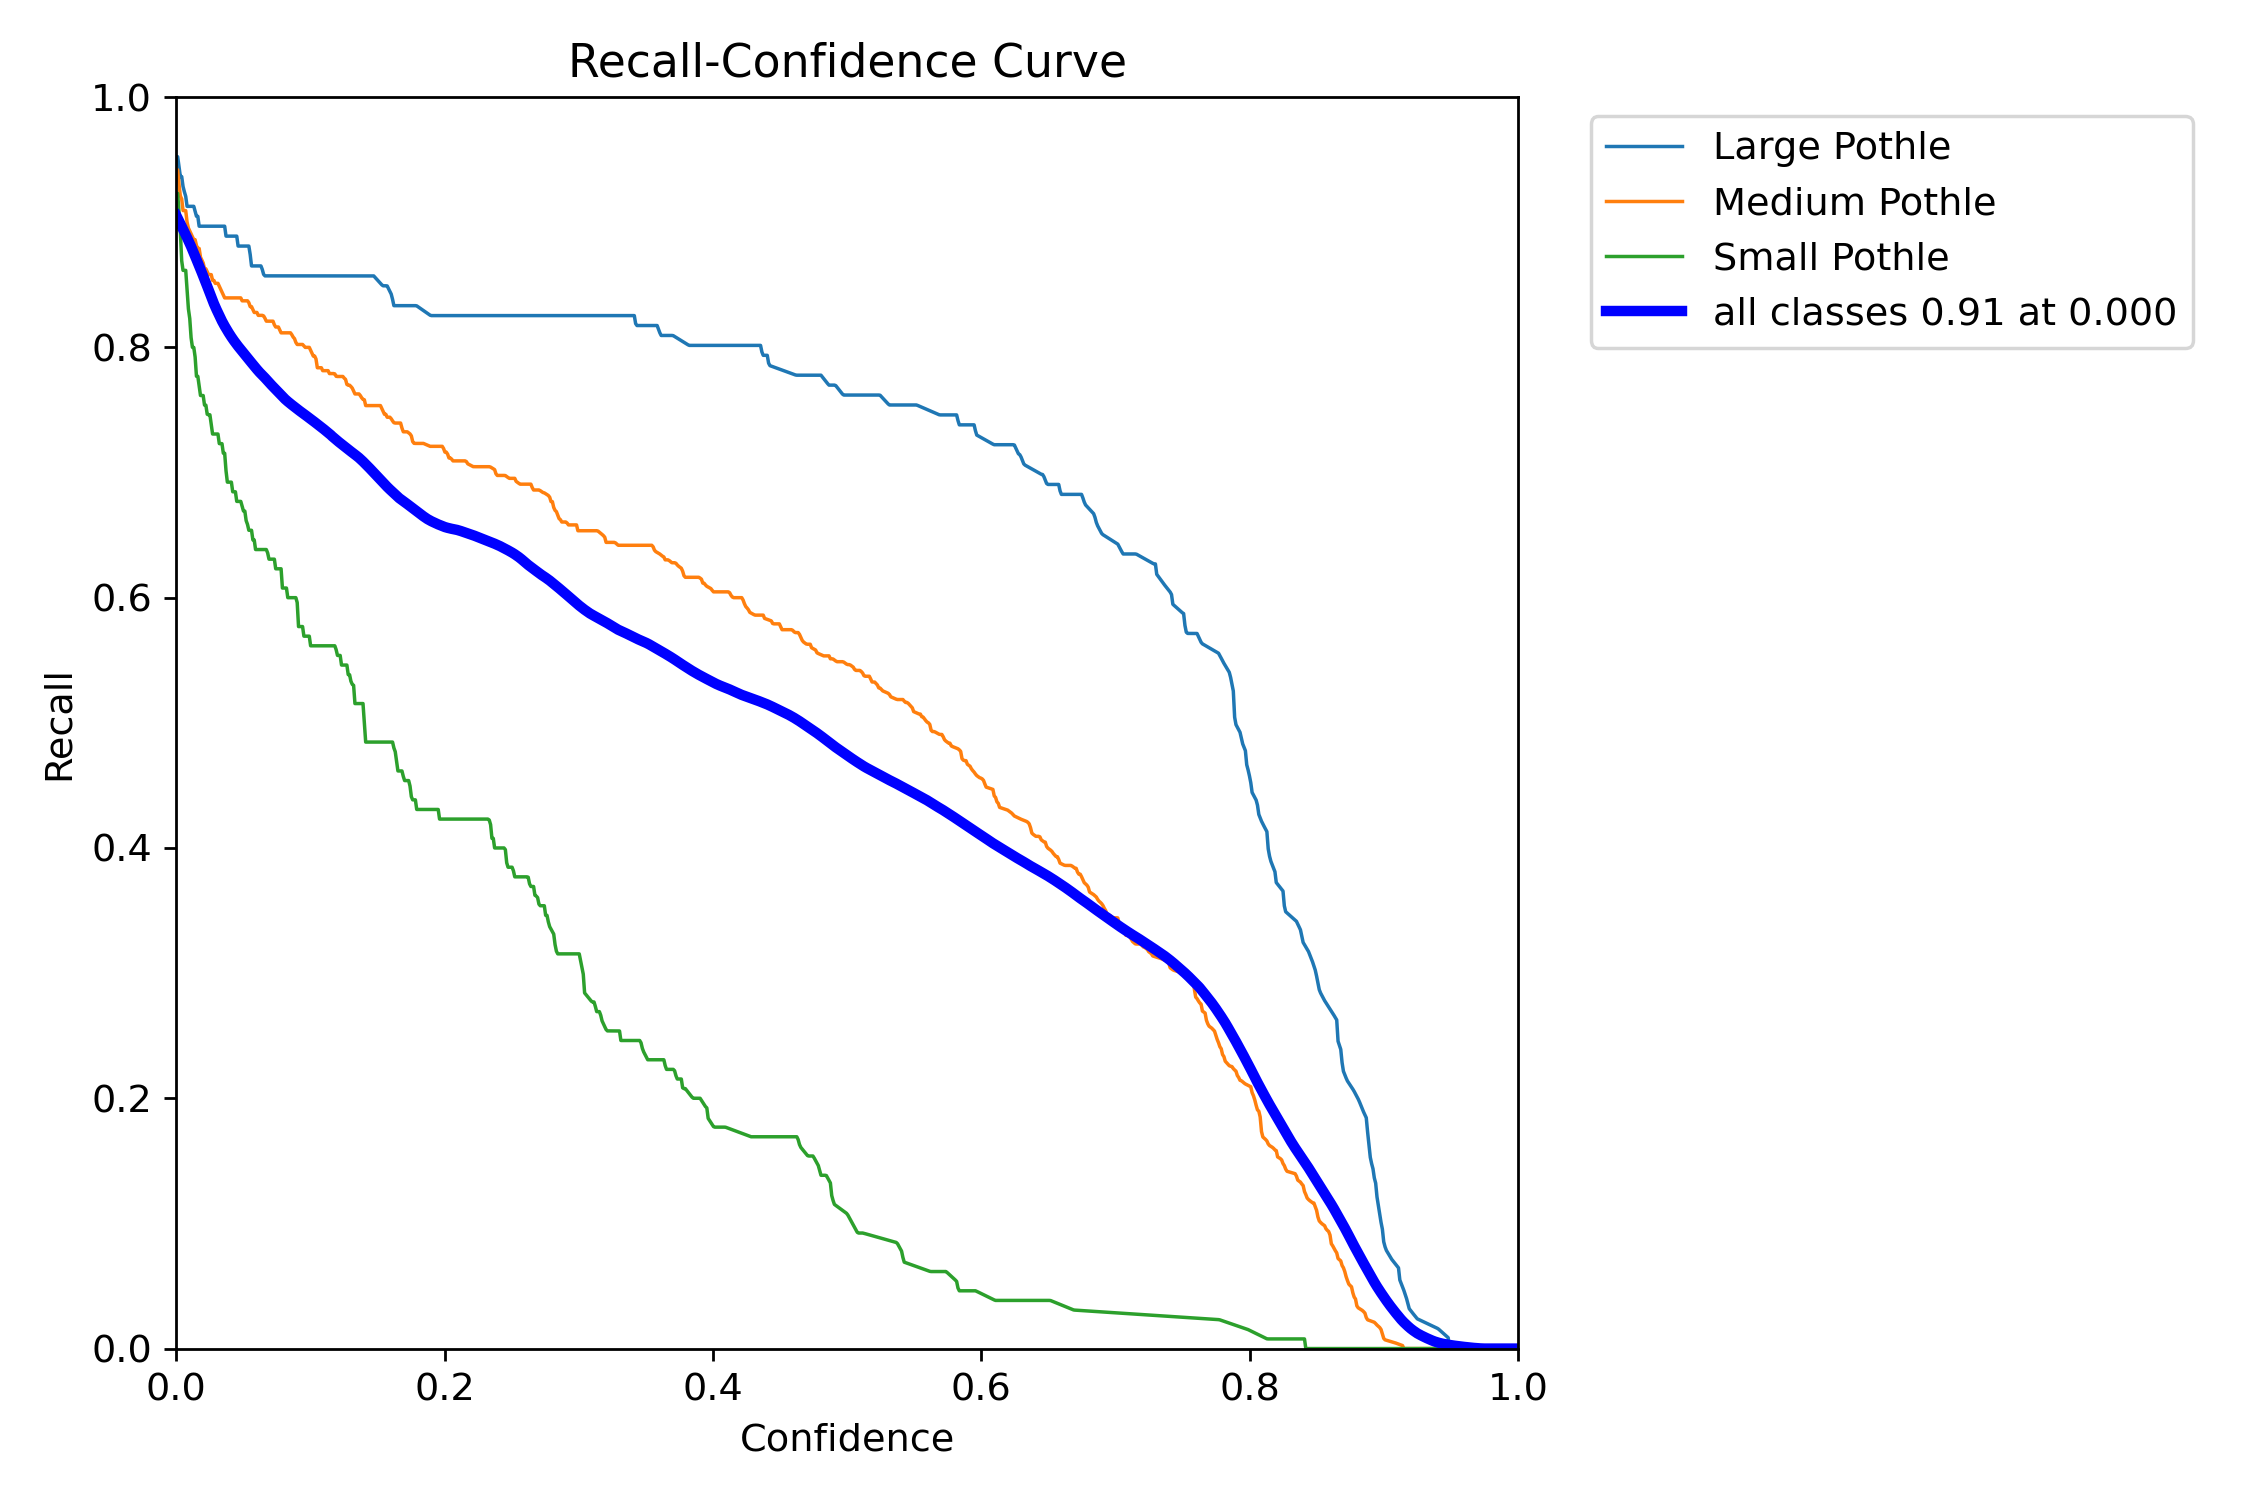 Recall-Confidence Curve
1.0
0.8
0.6
0.4
0.2
0.0
Recall
0.0 0.2 0.4 0.6 0.8 1.0
Confidence
Large Pothle
Medium Pothle
Small Pothle
all classes 0.91 at 0.000